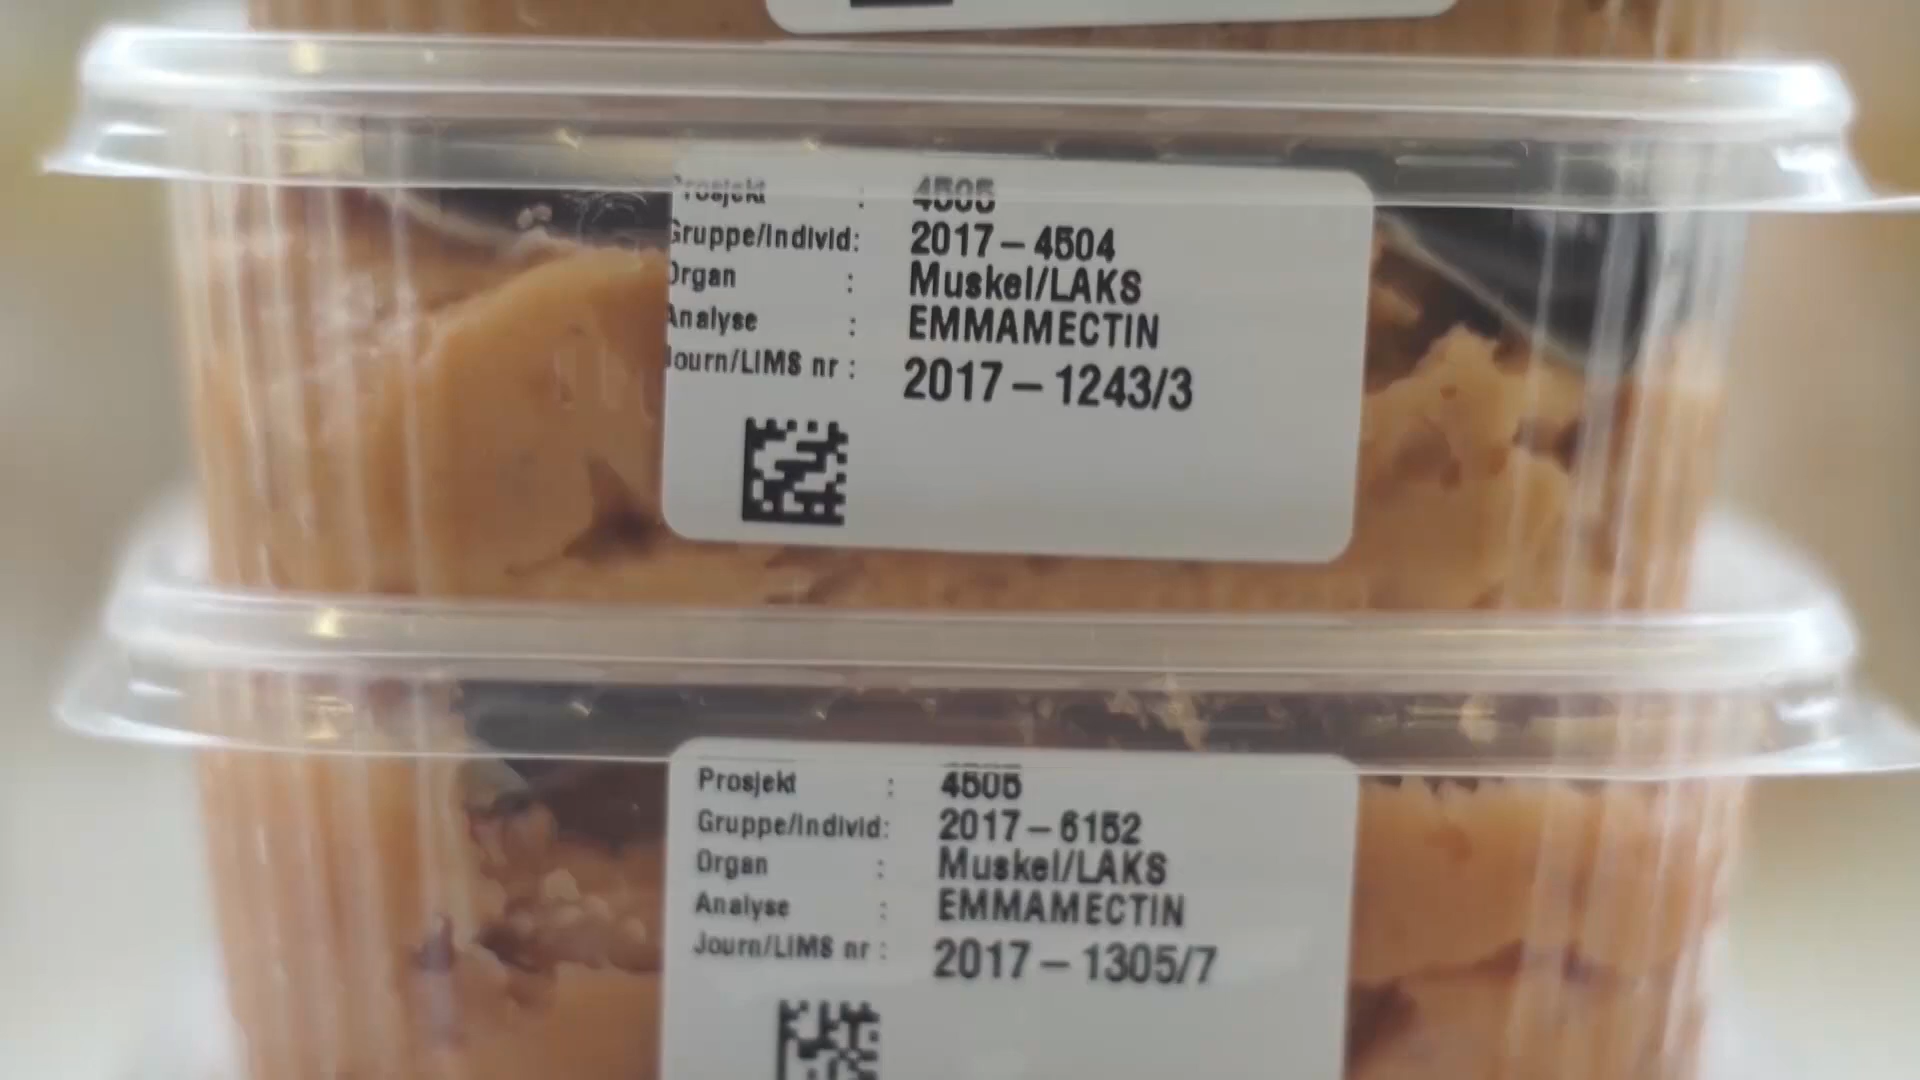 Prosjekt : 4505
Gruppe/Individ: 2017-4504
Organ : Muskel/LAKS
Analyse : EMMAMECTIN
Journ/LIMS nr : 2017-1243/3
Prosjekt : 4505
Gruppe/Individ: 2017-6152
Organ : Muskel/LAKS
Analyse : EMMAMECTIN
Journ/LIMS nr : 2017-1305/7